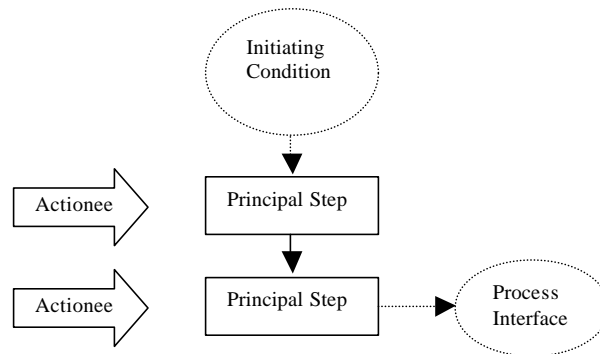 Initiating
Condition
Actionee
Principal Step
Actionee
Principal Step
Process
Interface